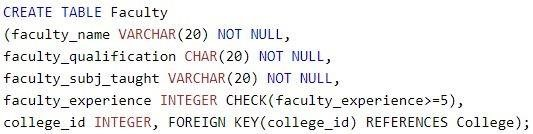 CREATE TABLE Faculty
(faculty_name VARCHAR(20) NOT NULL,
faculty_qualification CHAR(20) NOT NULL,
faculty_subj_taught VARCHAR(20) NOT NULL,
faculty_experience INTEGER CHECK(faculty_experience>=5),
college_id INTEGER, FOREIGN KEY(college_id) REFERENCES College);